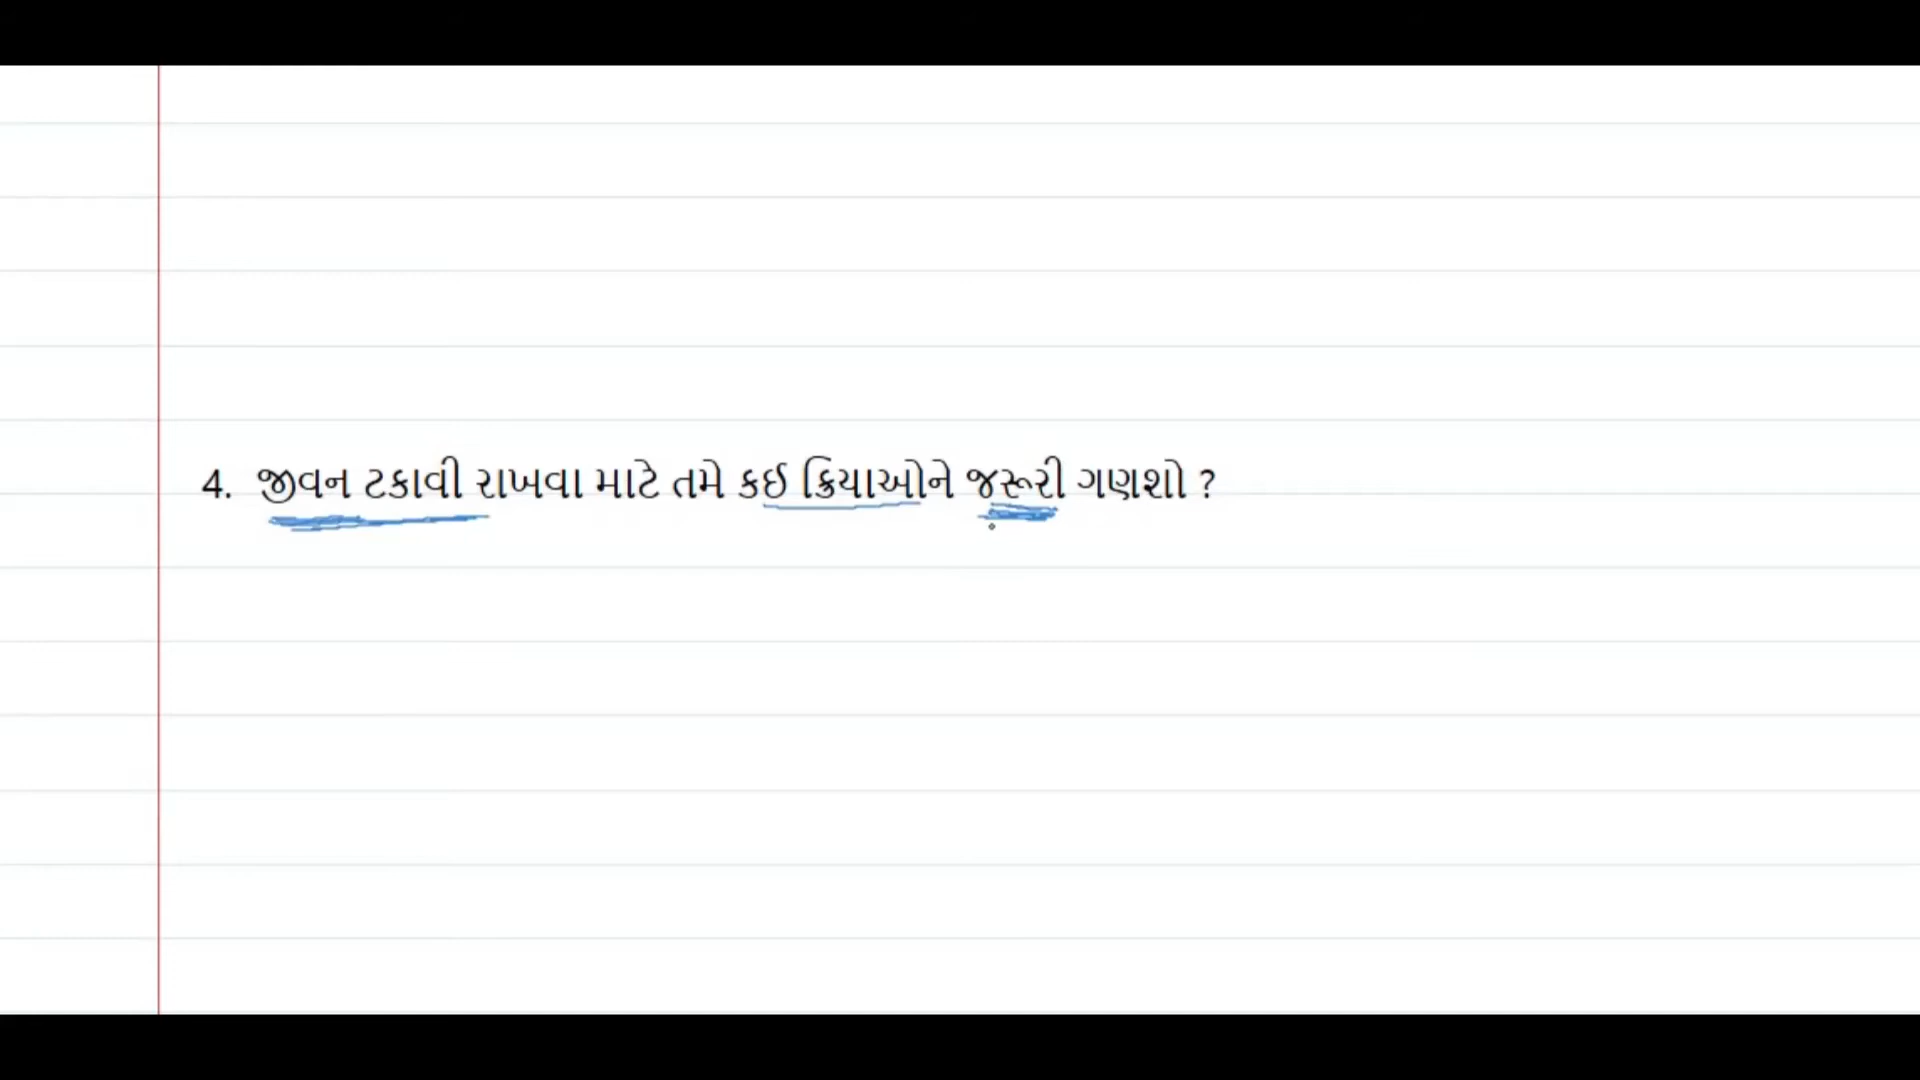 4. જીવન ટકાવી રાખવા માટે તમે કઈ ક્રિયાઓને જરૂરી ગણશો ?